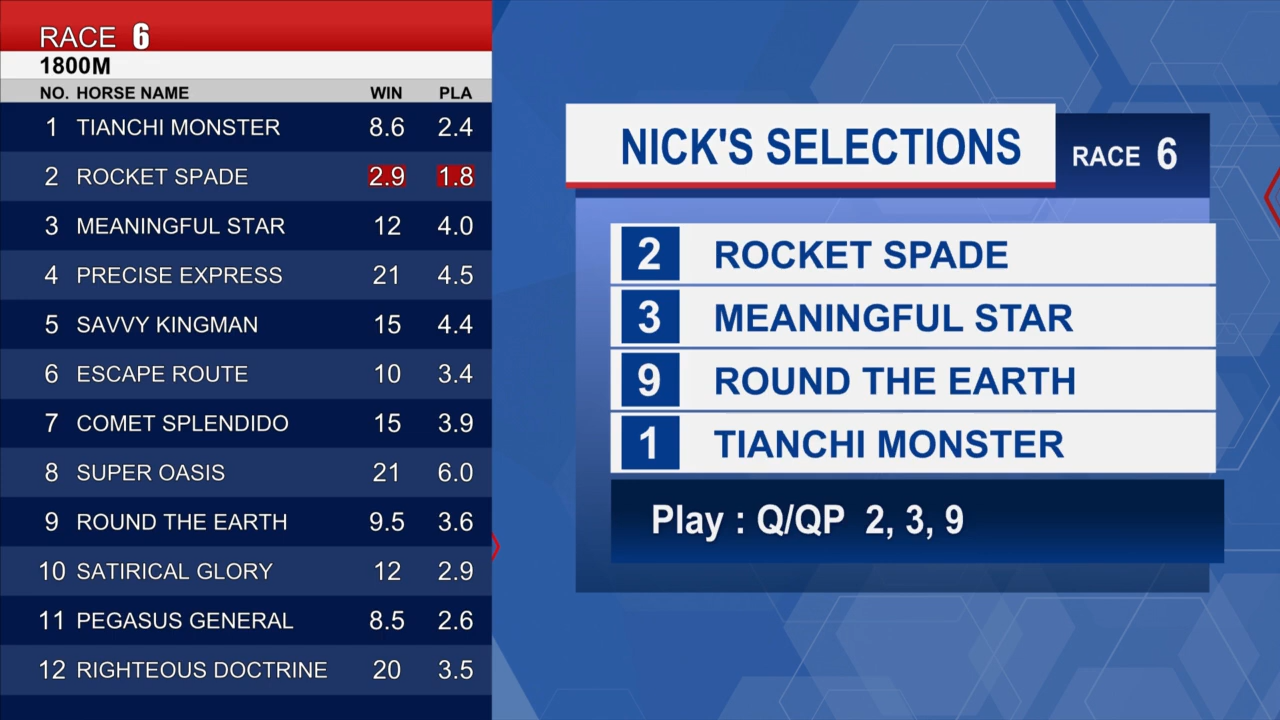 RACE 6
1800M
NO. HORSE NAME WIN PLA
1 TIANCHI MONSTER 8.6 2.4
2 ROCKET SPADE 2.9 1.8
3 MEANINGFUL STAR 12 4.0
4 PRECISE EXPRESS 21 4.5
5 SAVVY KINGMAN 15 4.4
6 ESCAPE ROUTE 10 3.4
7 COMET SPLENDIDO 15 3.9
8 SUPER OASIS 21 6.0
9 ROUND THE EARTH 9.5 3.6
10 SATIRICAL GLORY 12 2.9
11 PEGASUS GENERAL 8.5 2.6
12 RIGHTEOUS DOCTRINE 20 3.5
NICK'S SELECTIONS RACE 6
2 ROCKET SPADE
3 MEANINGFUL STAR
9 ROUND THE EARTH
1 TIANCHI MONSTER
Play : Q/QP 2, 3, 9